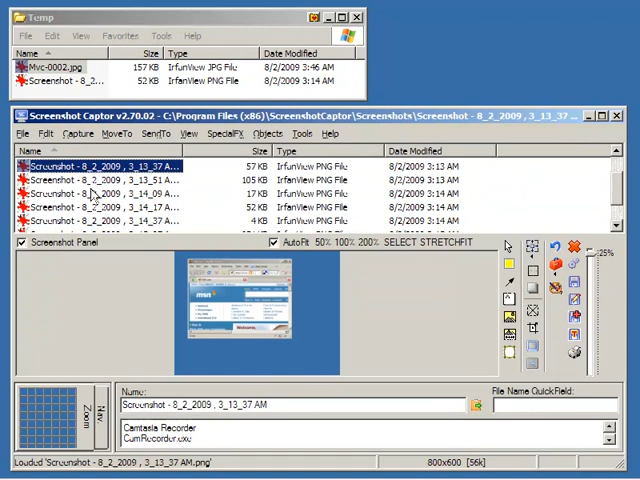 Temp
File Edit View Favorites Tools Help
Name Size Type Date Modified
Mvc-0002.jpg 157 KB IrfanView JPG File 8/2/2009 3:46 AM
Screenshot - 8_2... 52 KB IrfanView PNG File 8/2/2009 3:14 AM
Screenshot Captor v2.70.02 - C:\Program Files (x86)\ScreenshotCaptor\Screenshots\Screenshot - 8_2_2009 , 3_13_37 ...
File Edit Capture MoveTo SendTo View SpecialFX Objects Tools Help
Name Size Type Date Modified
Screenshot - 8_2_2009 , 3_13_37 A... 57 KB IrfanView PNG File 8/2/2009 3:13 AM
Screenshot - 8_2_2009 , 3_13_51 A... 105 KB IrfanView PNG File 8/2/2009 3:14 AM
Screenshot - 8_2_2009 , 3_14_09 A... 17 KB IrfanView PNG File 8/2/2009 3:14 AM
Screenshot - 8_2_2009 , 3_14_17 A... 52 KB IrfanView PNG File 8/2/2009 3:14 AM
Screenshot - 8_2_2009 , 3_14_37 A... 4 KB IrfanView PNG File 8/2/2009 3:14 AM
Screenshot Panel AutoFit 50% 100% 200% SELECT STRETCHFIT
25%
msn
Welcome,
Name: File Name QuickField:
Screenshot - 8_2_2009 , 3_13_37 AM
Zoom Nav.
Camtasia Recorder
CamRecorder.exe
Loaded 'Screenshot - 8_2_2009 , 3_13_37 AM.png' 800x600 [56k]